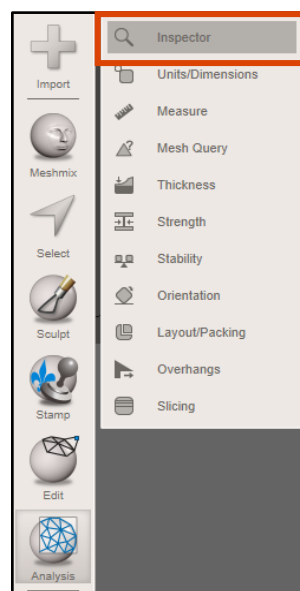 Import
Meshmix
Select
Sculpt
Stamp
Edit
Analysis
Inspector
Units/Dimensions
Measure
Mesh Query
Thickness
Strength
Stability
Orientation
Layout/Packing
Overhangs
Slicing